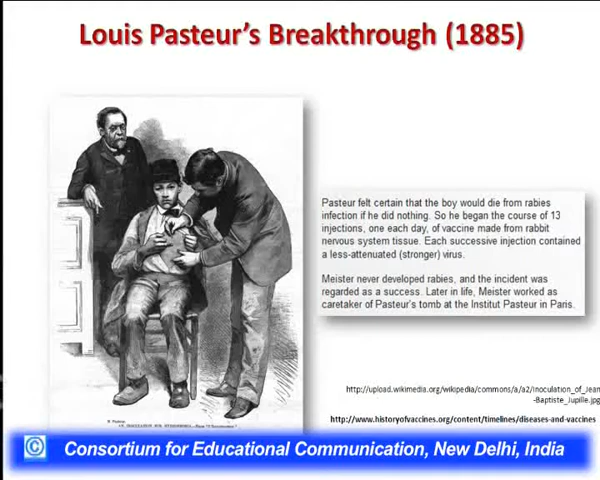 Louis Pasteur's Breakthrough (1885)
Pasteur felt certain that the boy would die from rabies
infection if he did nothing. So he began the course of 13
injections, one each day, of vaccine made from rabbit
nervous system tissue. Each successive injection contained
a less-attenuated (stronger) virus.
Meister never developed rabies, and the incident was
regarded as a success. Later in life, Meister worked as
caretaker of Pasteur's tomb at the Institut Pasteur in Paris.
http://upload.wikimedia.org/wikipedia/commons/a/a2/Inoculation_of_Jean
-Baptiste_Jupille.jpg
http://www.historyofvaccines.org/content/timelines/diseases-and-vaccines
© Consortium for Educational Communication, New Delhi, India